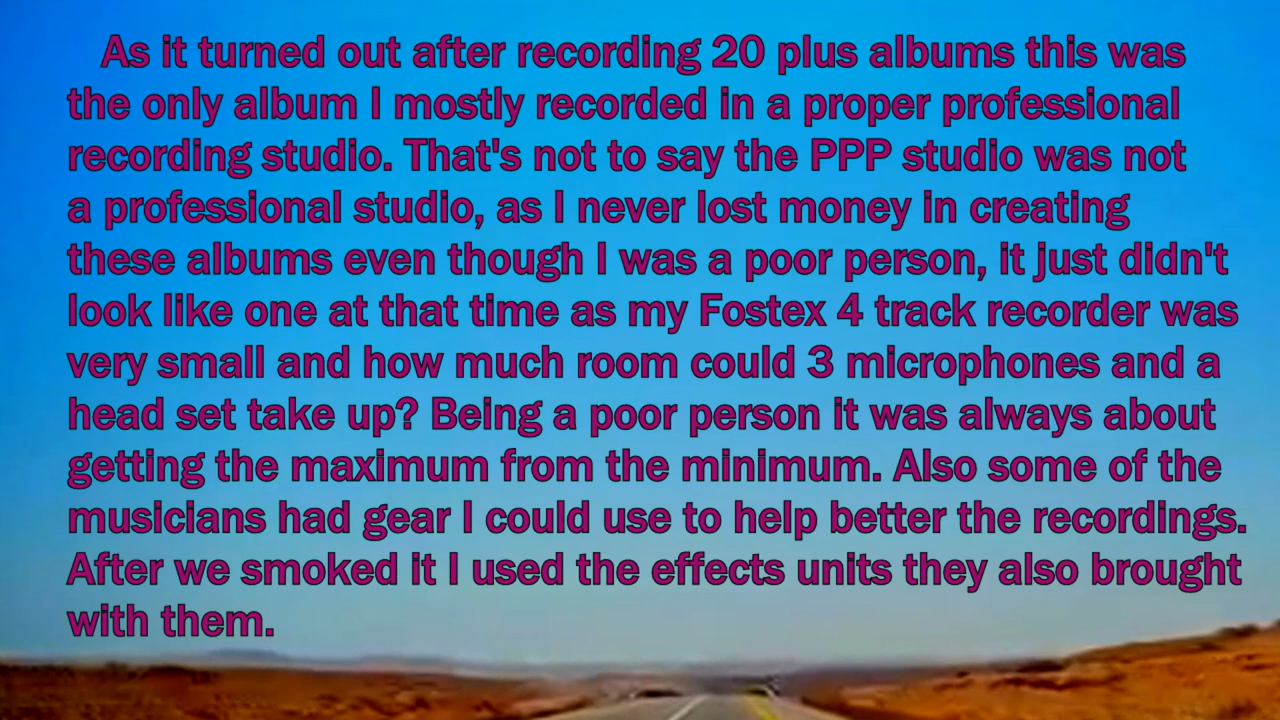 As it turned out after recording 20 plus albums this was
the only album I mostly recorded in a proper professional
recording studio. That's not to say the PPP studio was not
a professional studio, as I never lost money in creating
these albums even though I was a poor person, it just didn't
look like one at that time as my Fostex 4 track recorder was
very small and how much room could 3 microphones and a
head set take up? Being a poor person it was always about
getting the maximum from the minimum. Also some of the
musicians had gear I could use to help better the recordings.
After we smoked it I used the effects units they also brought
with them.